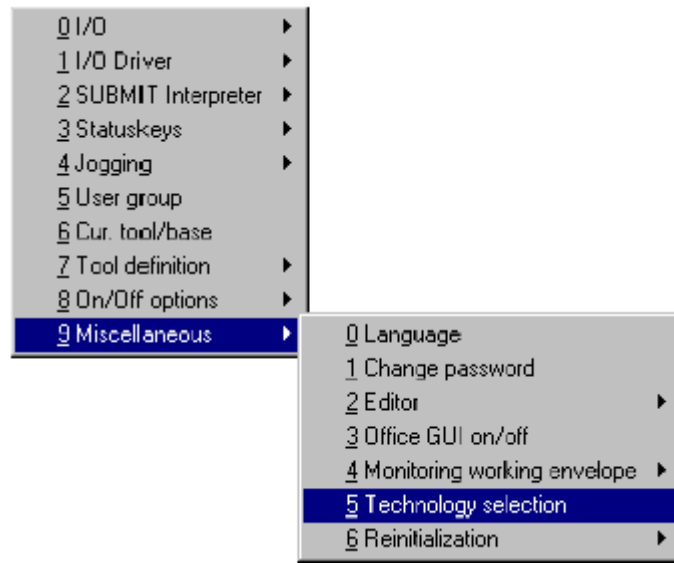 0 I/O
1 I/O Driver
2 SUBMIT Interpreter
3 Statuskeys
4 Jogging
5 User group
6 Cur. tool/base
7 Tool definition
8 On/Off options
9 Miscellaneous
0 Language
1 Change password
2 Editor
3 Office GUI on/off
4 Monitoring working envelope
5 Technology selection
6 Reinitialization